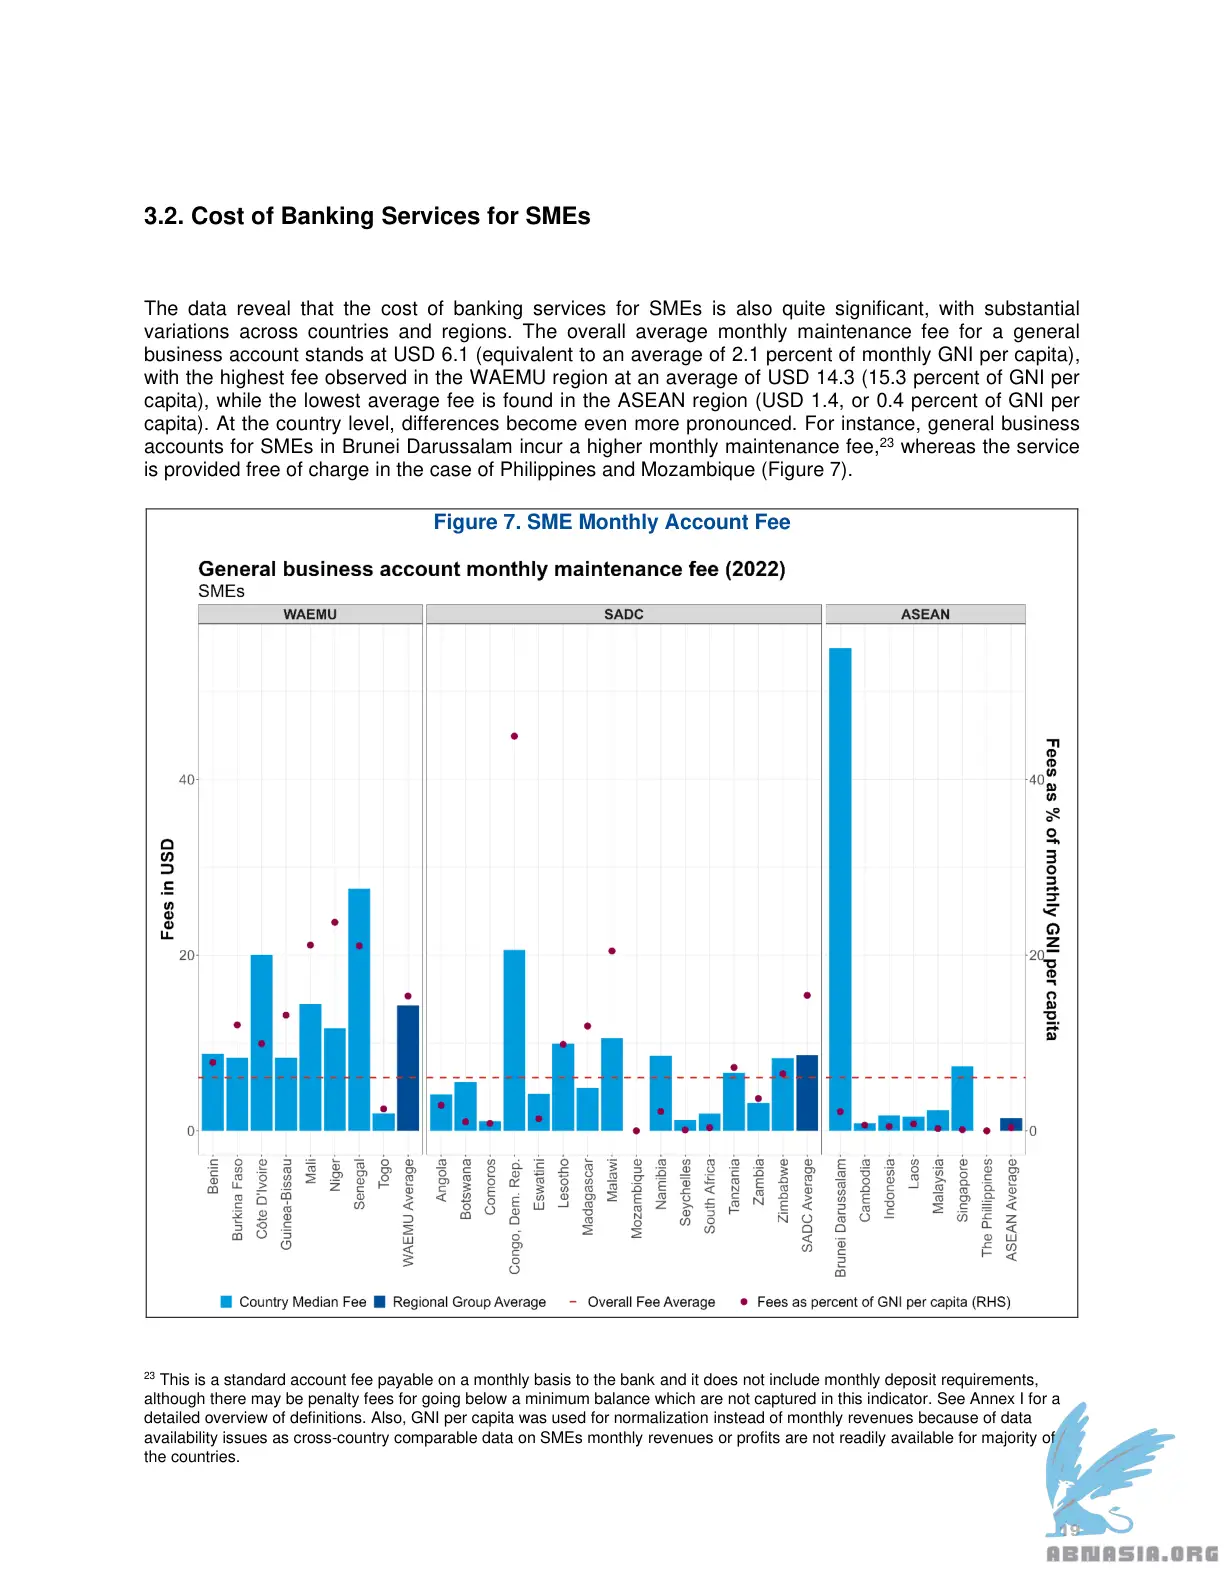 3.2. Cost of Banking Services for SMEs
The data reveal that the cost of banking services for SMEs is also quite significant, with substantial
variations across countries and regions. The overall average monthly maintenance fee for a general
business account stands at USD 6.1 (equivalent to an average of 2.1 percent of monthly GNI per capita),
with the highest fee observed in the WAEMU region at an average of USD 14.3 (15.3 percent of GNI per
capita), while the lowest average fee is found in the ASEAN region (USD 1.4, or 0.4 percent of GNI per
capita). At the country level, differences become even more pronounced. For instance, general business
accounts for SMEs in Brunei Darussalam incur a higher monthly maintenance fee,23 whereas the service
is provided free of charge in the case of Philippines and Mozambique (Figure 7).
Figure 7. SME Monthly Account Fee
General business account monthly maintenance fee (2022)
SMEs
WAEMU
SADC
ASEAN
Fees in USD
40
20
0
40
20
0
Fees as % of monthly GNI per capita
Benin
Burkina Faso
Côte D'Ivoire
Guinea-Bissau
Mali
Niger
Senegal
Togo
WAEMU Average
Angola
Botswana
Comoros
Congo, Dem. Rep.
Eswatini
Lesotho
Madagascar
Malawi
Mozambique
Namibia
Seychelles
South Africa
Tanzania
Zambia
Zimbabwe
SADC Average
Brunei Darussalam
Cambodia
Indonesia
Laos
Malaysia
Singapore
The Phillippines
ASEAN Average
Country Median Fee
Regional Group Average
Overall Fee Average
Fees as percent of GNI per capita (RHS)
23 This is a standard account fee payable on a monthly basis to the bank and it does not include monthly deposit requirements,
although there may be penalty fees for going below a minimum balance which are not captured in this indicator. See Annex I for a
detailed overview of definitions. Also, GNI per capita was used for normalization instead of monthly revenues because of data
availability issues as cross-country comparable data on SMEs monthly revenues or profits are not readily available for majority of
the countries.
19
ABNASIA.ORG